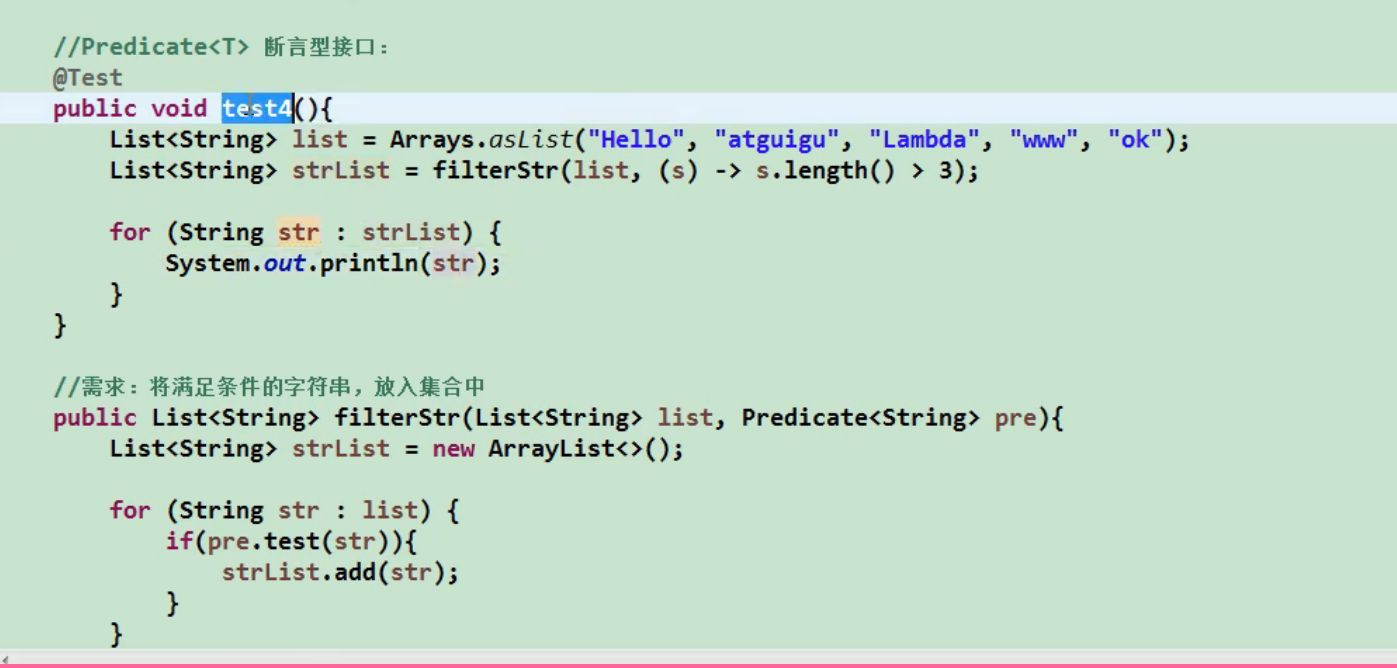 //Predicate<T> 断言型接口：
@Test
public void test4(){
    List<String> list = Arrays.asList("Hello", "atguigu", "Lambda", "www", "ok");
    List<String> strList = filterStr(list, (s) -> s.length() > 3);
    for (String str : strList) {
        System.out.println(str);
    }
}
//需求：将满足条件的字符串，放入集合中
public List<String> filterStr(List<String> list, Predicate<String> pre){
    List<String> strList = new ArrayList<>();
    for (String str : list) {
        if(pre.test(str)){
            strList.add(str);
        }
    }